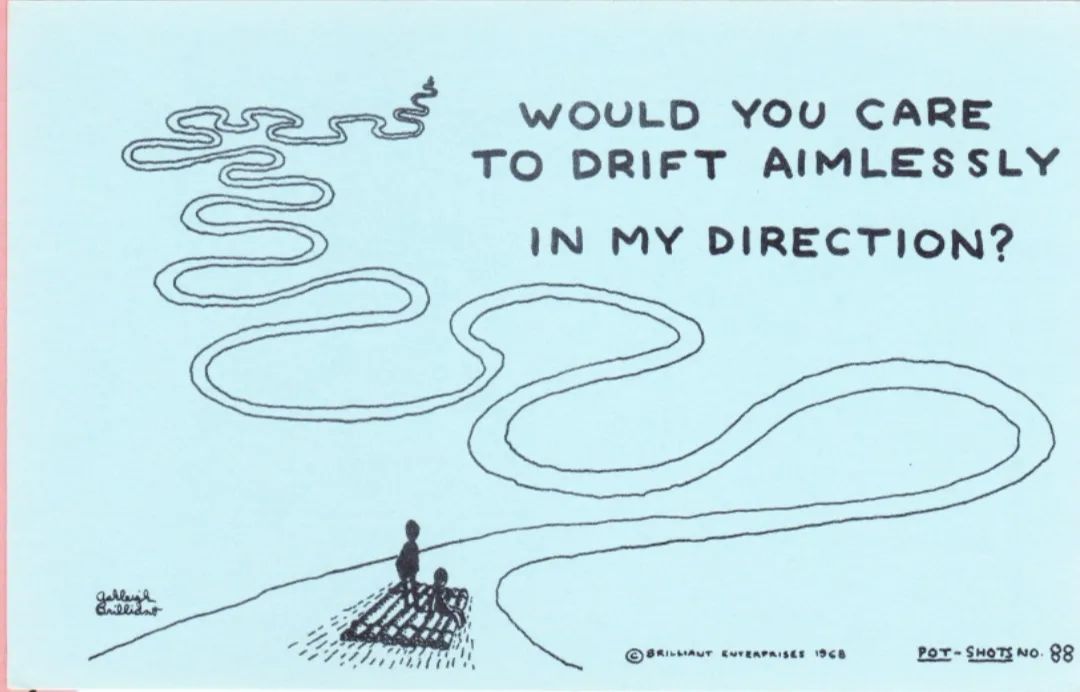 WOULD YOU CARE
TO DRIFT AIMLESSLY
IN MY DIRECTION?
Ashleigh
Brilliant
© BRILLIANT ENTERPRISES 1968
POT-SHOTS NO. 88